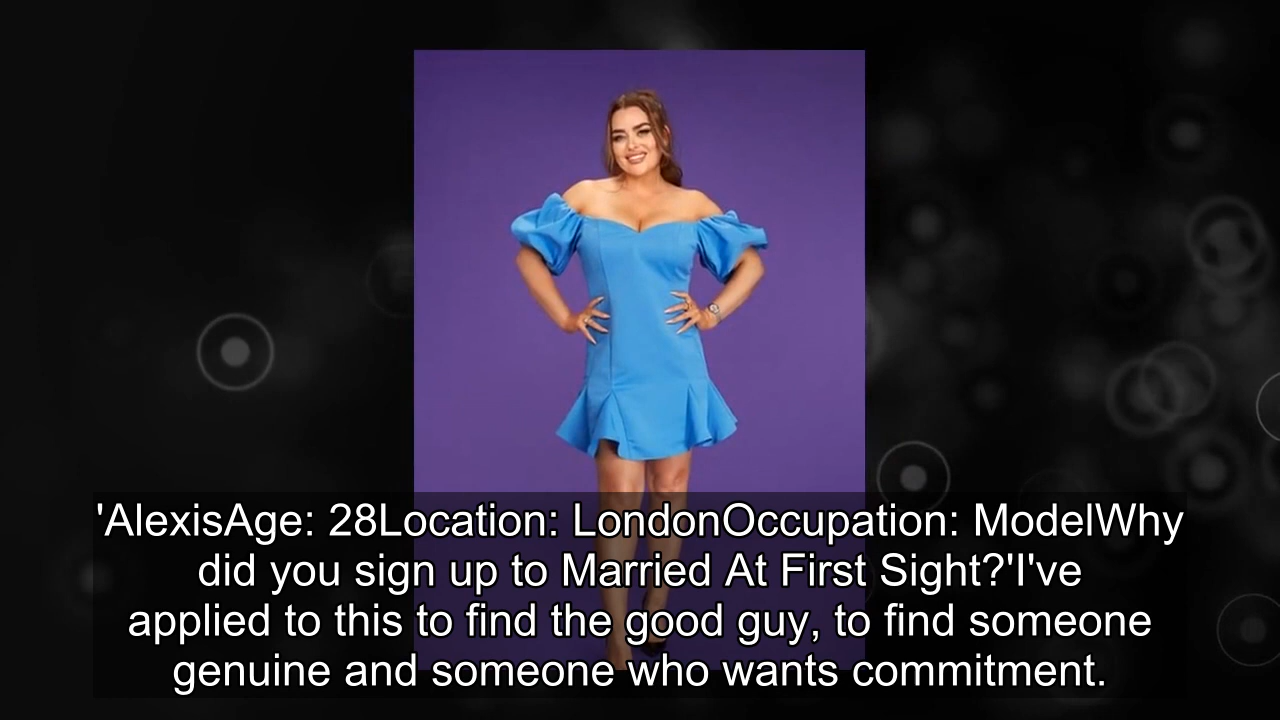 'AlexisAge: 28Location: LondonOccupation: ModelWhy
did you sign up to Married At First Sight?'I've
applied to this to find the good guy, to find someone
genuine and someone who wants commitment.